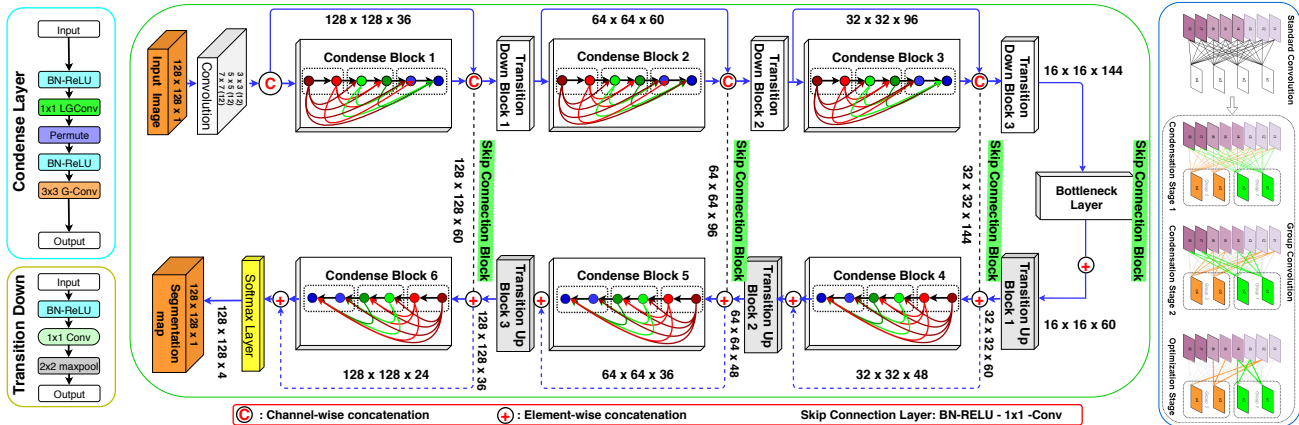 Condense Layer
Input
BN-ReLU
1x1 LGConv
Permute
BN-ReLU
3x3 G-Conv
Output
Transition Down
Input
BN-ReLU
1x1 Conv
2x2 maxpool
Output
Input Image
128 x 128 x 1
Convolution
3 x 3 (12)
5 x 5 (12)
7 x 7 (12)
C
128 x 128 x 36
Condense Block 1
C
Transition
Down Block 1
64 x 64 x 60
Condense Block 2
C
Transition
Down Block 2
32 x 32 x 96
Condense Block 3
C
Transition
Down Block 3
16 x 16 x 144
128 x 128 x 60
Skip Connection Block
64 x 64 x 96
Skip Connection Block
32 x 32 x 144
Skip Connection Block
Skip Connection Block
Bottleneck
Layer
16 x 16 x 60
Transition Up
Block 1
32 x 32 x 60
Condense Block 4
32 x 32 x 48
Transition Up
Block 2
64 x 64 x 48
Condense Block 5
64 x 64 x 36
Transition Up
Block 3
128 x 128 x 36
Condense Block 6
128 x 128 x 24
Softmax Layer
128 x 128 x 4
Segmentation
map
128 x 128 x 1
C : Channel-wise concatenation
+ : Element-wise concatenation
Skip Connection Layer: BN-RELU - 1x1 -Conv
Standard Convolution
Group Convolution
Condensation Stage 1
Condensation Stage 2
Optimization Stage